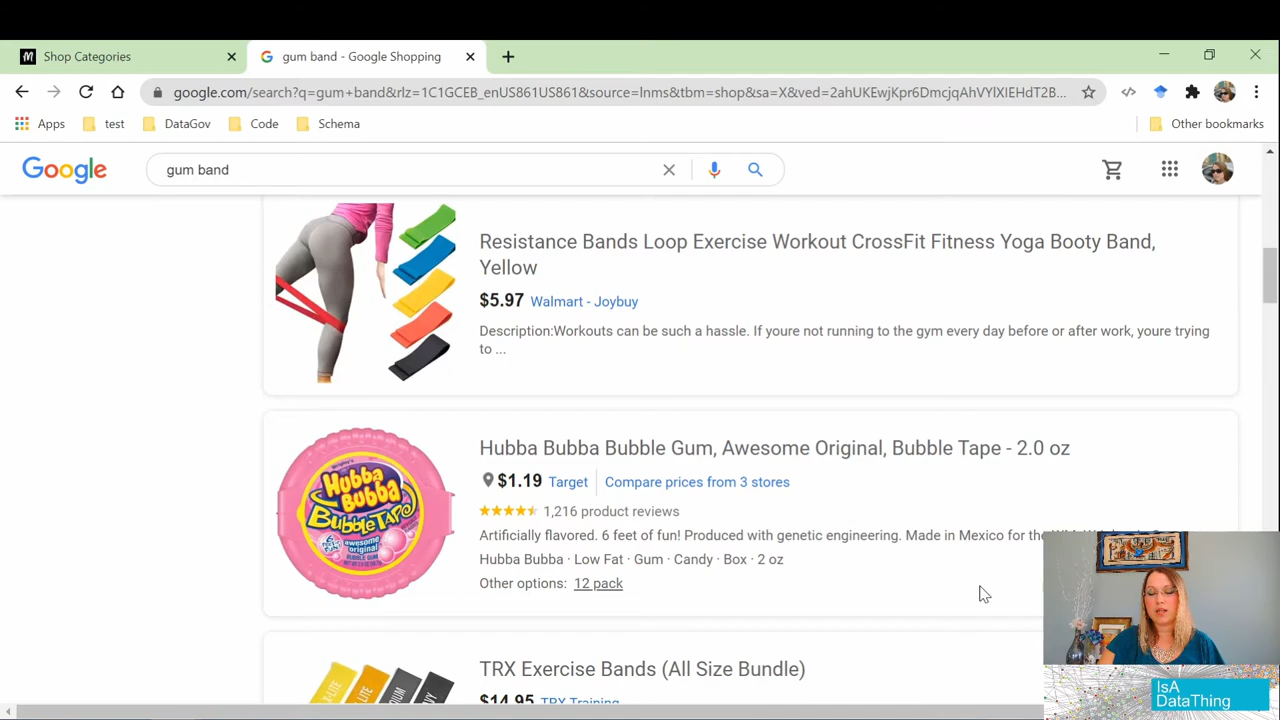 Shop Categories
gum band - Google Shopping
google.com/search?q=gum+band&rlz=1C1GCEB_enUS861US861&source=lnms&tbm=shop&sa=X&ved=2ahUKEwjKpr6DmcjqAhVYlXIEHdT2B...
Apps test DataGov Code Schema Other bookmarks
Google gum band
Resistance Bands Loop Exercise Workout CrossFit Fitness Yoga Booty Band,
Yellow
$5.97 Walmart - Joybuy
Description:Workouts can be such a hassle. If youre not running to the gym every day before or after work, youre trying
to ...
Hubba Bubba Bubble Gum, Awesome Original, Bubble Tape - 2.0 oz
$1.19 Target Compare prices from 3 stores
1,216 product reviews
Artificially flavored. 6 feet of fun! Produced with genetic engineering. Made in Mexico for the
Hubba Bubba · Low Fat · Gum · Candy · Box · 2 oz
Other options: 12 pack
Hubba
Bubba
BUBBLE TAPE
awesome
original
TRX Exercise Bands (All Size Bundle)
$14.95 TRX Training
IsA
DataThing